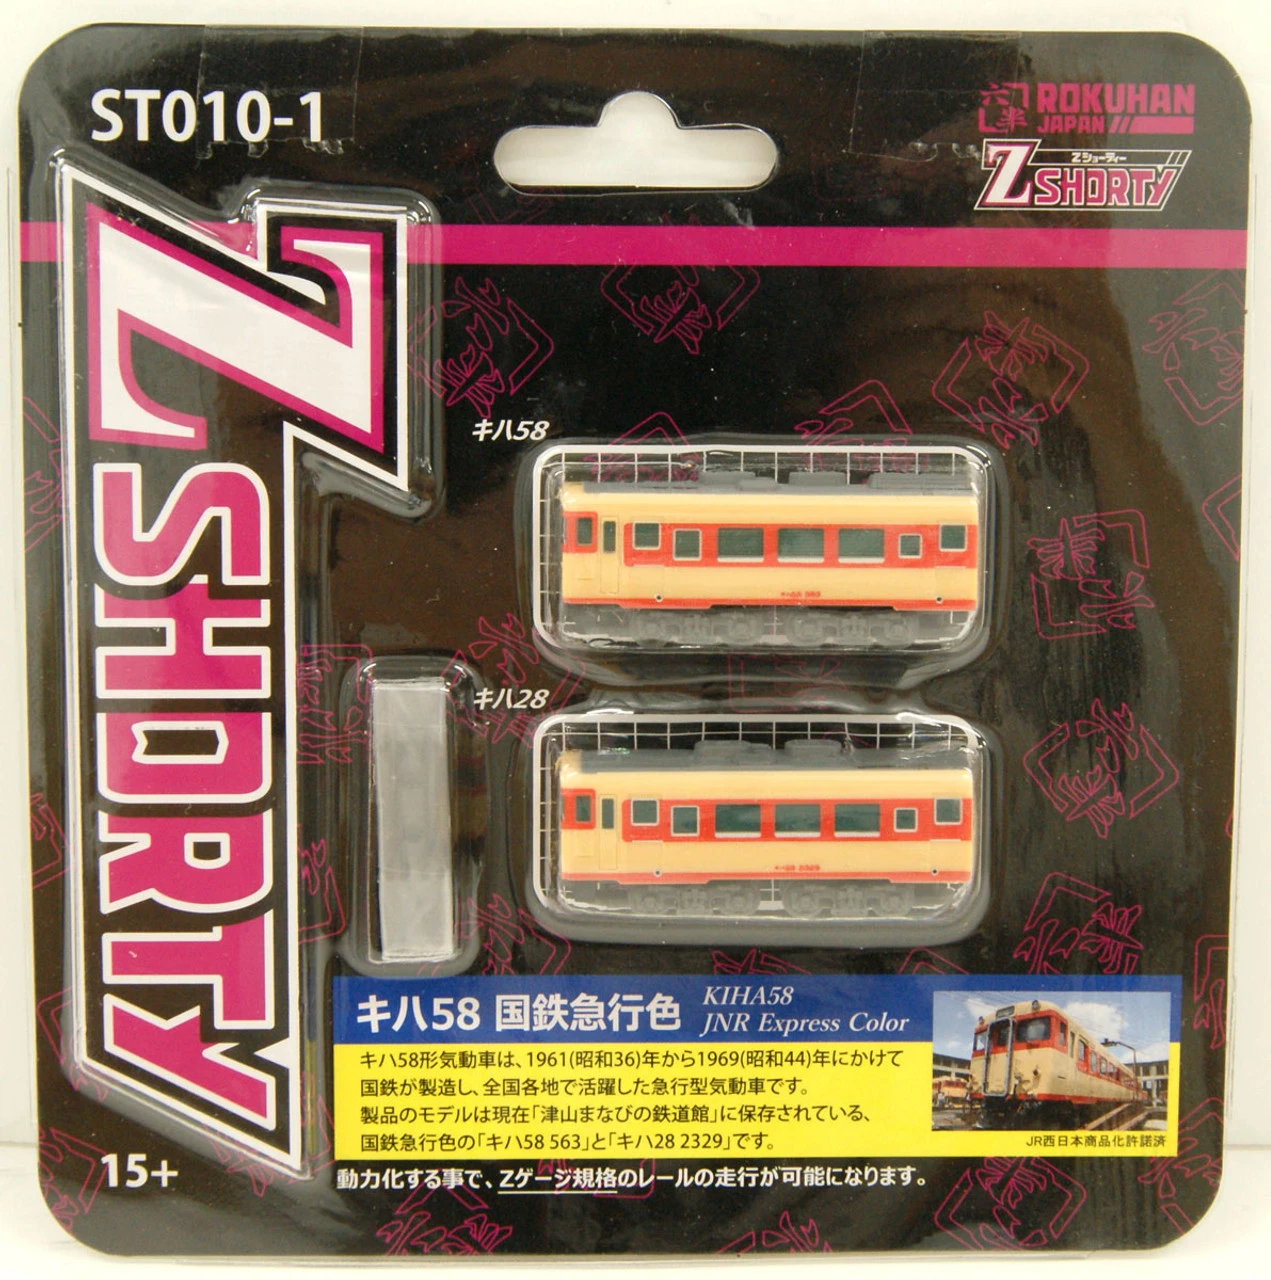 ST010-1
六半
ROKUHAN
JAPAN
Zショーティー
Z SHORTY
Z SHORTY
キハ58
キハ28
キハ58 国鉄急行色
KIHA58
JNR Express Color
キハ58形気動車は、1961(昭和36)年から1969(昭和44)年にかけて
国鉄が製造し、全国各地で活躍した急行型気動車です。
製品のモデルは現在「津山まなびの鉄道館」に保存されている、
国鉄急行色の「キハ58 563」と「キハ28 2329」です。
JR西日本商品化許諾済
15+
動力化する事で、Zゲージ規格のレールの走行が可能になります。